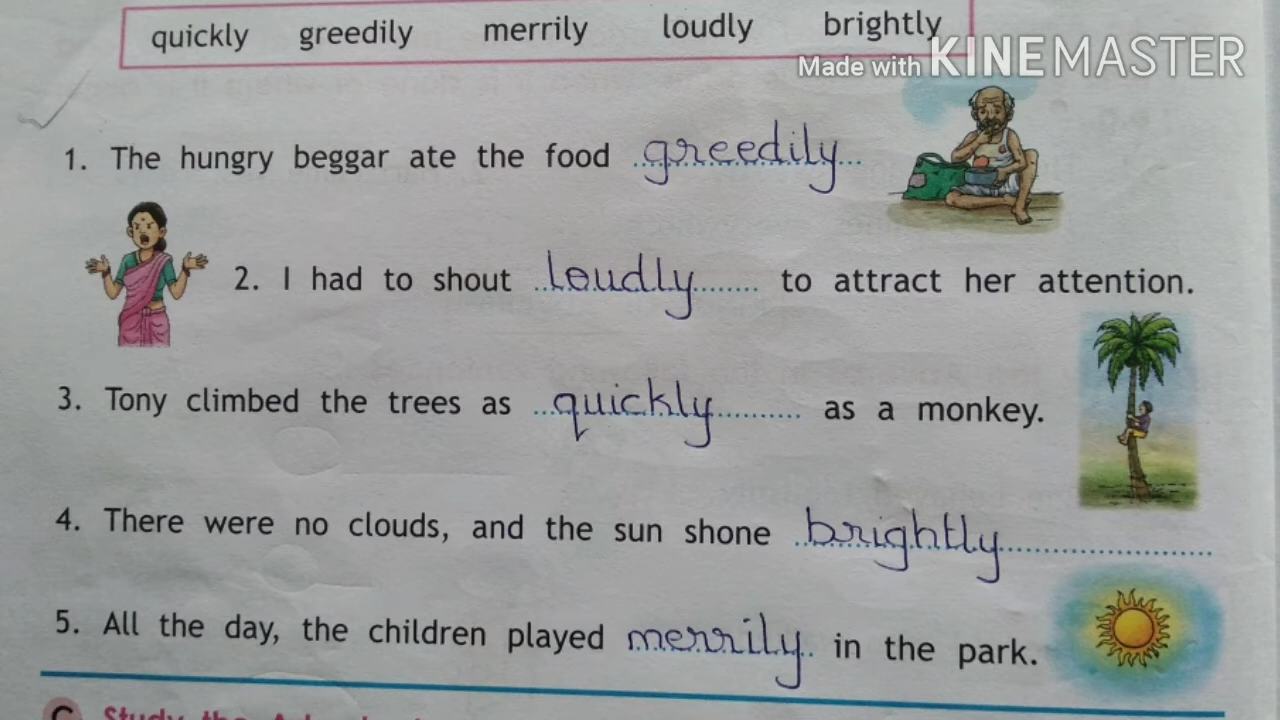 quickly greedily merrily loudly brightly
Made with KINEMASTER
1. The hungry beggar ate the food greedily
2. I had to shout loudly to attract her attention.
3. Tony climbed the trees as quickly as a monkey.
4. There were no clouds, and the sun shone brightly
5. All the day, the children played merrily in the park.
C Study the